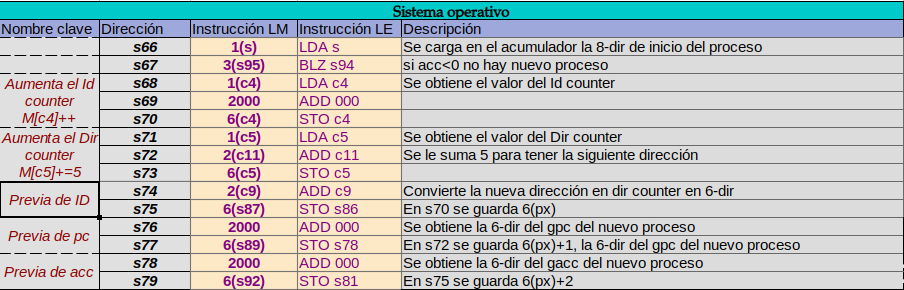 Sistema operativo
Nombre clave Dirección Instrucción LM Instrucción LE Descripción
s66 1(s) LDA s Se carga en el acumulador la 8-dir de inicio del proceso
s67 3(s95) BLZ s94 si acc<0 no hay nuevo proceso
Aumenta el Id counter M[c4]++ s68 1(c4) LDA c4 Se obtiene el valor del Id counter
s69 2000 ADD 000
s70 6(c4) STO c4
Aumenta el Dir counter M[c5]+=5 s71 1(c5) LDA c5 Se obtiene el valor del Dir counter
s72 2(c11) ADD c11 Se le suma 5 para tener la siguiente dirección
s73 6(c5) STO c5
Previa de ID s74 2(c9) ADD c9 Convierte la nueva dirección en dir counter en 6-dir
s75 6(s87) STO s86 En s70 se guarda 6(px)
Previa de pc s76 2000 ADD 000 Se obtiene la 6-dir del gpc del nuevo proceso
s77 6(s89) STO s78 En s72 se guarda 6(px)+1, la 6-dir del gpc del nuevo proceso
Previa de acc s78 2000 ADD 000 Se obtiene la 6-dir del gacc del nuevo proceso
s79 6(s92) STO s81 En s75 se guarda 6(px)+2